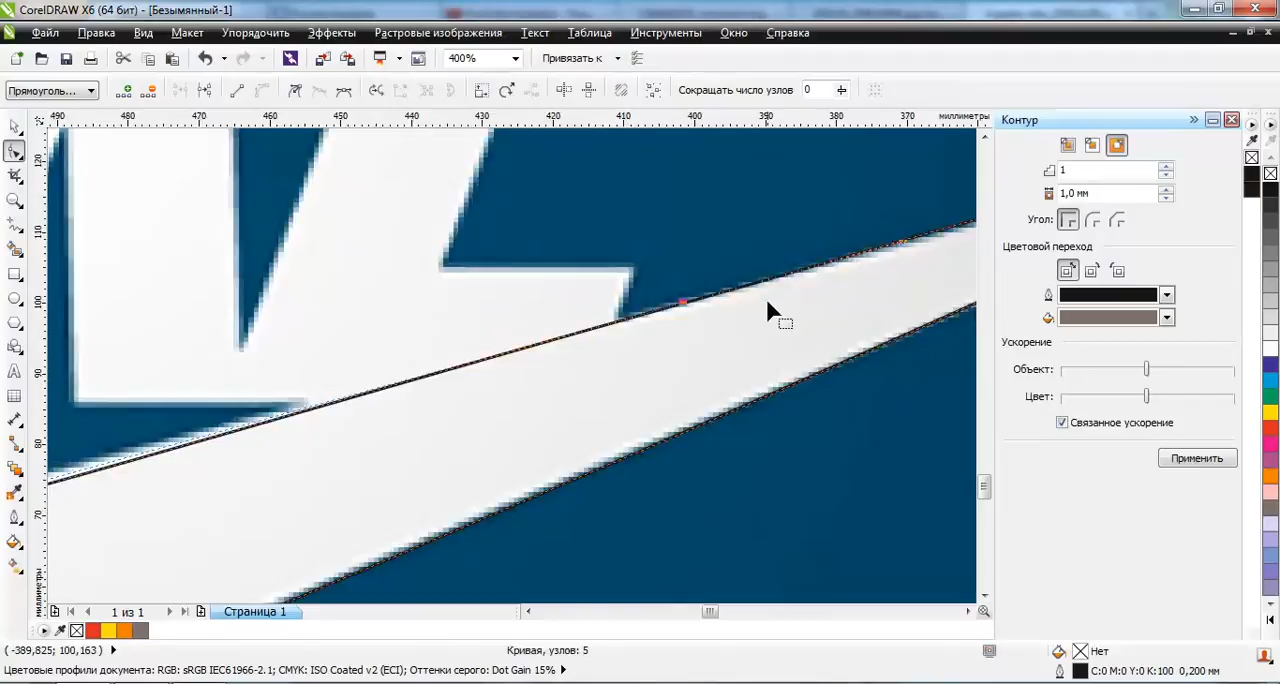 CorelDRAW X6 (64 бит) - [Безымянный-1]
Файл Правка Вид Макет Упорядочить Эффекты Растровые изображения Текст Таблица Инструменты Окно Справка
400% Привязать к
Прямоуголь... Сокращать число узлов 0
490 480 470 460 450 440 430 420 410 400 390 380 370 миллиметры
120
110
100
90
80
70
миллиметры
Контур
1
1,0 мм
Угол:
Цветовой переход
Ускорение
Объект:
Цвет:
Связанное ускорение
Применить
1 из 1 Страница 1
( -389,825; 100,163 ) Кривая, узлов: 5 Нет
Цветовые профили документа: RGB: sRGB IEC61966-2.1; CMYK: ISO Coated v2 (ECI); Оттенки серого: Dot Gain 15% C:0 M:0 Y:0 K:100 0,200 мм